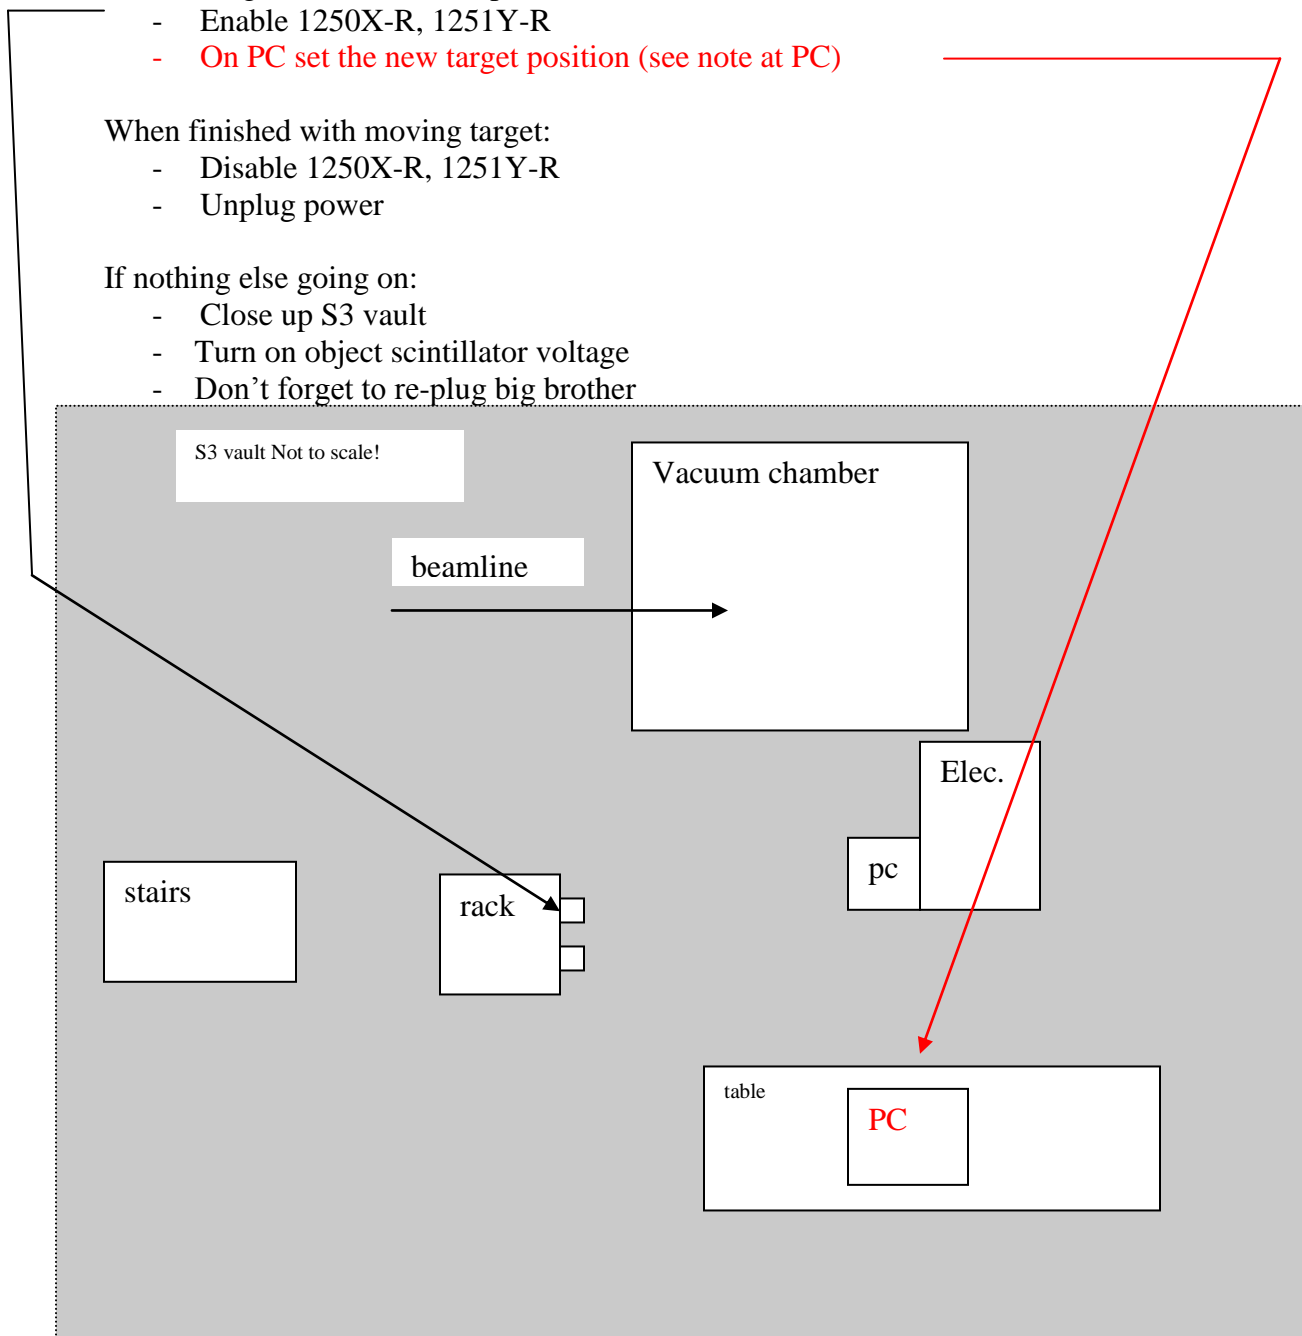 - Enable 1250X-R, 1251Y-R
- On PC set the new target position (see note at PC)
When finished with moving target:
- Disable 1250X-R, 1251Y-R
- Unplug power
If nothing else going on:
- Close up S3 vault
- Turn on object scintillator voltage
- Don’t forget to re-plug big brother
S3 vault Not to scale!
Vacuum chamber
beamline
Elec.
pc
stairs
rack
table
PC